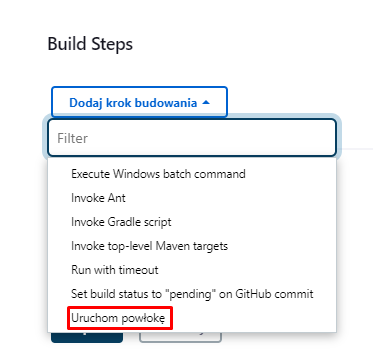 Build Steps
Dodaj krok budowania
Filter
Execute Windows batch command
Invoke Ant
Invoke Gradle script
Invoke top-level Maven targets
Run with timeout
Set build status to "pending" on GitHub commit
Uruchom powłokę